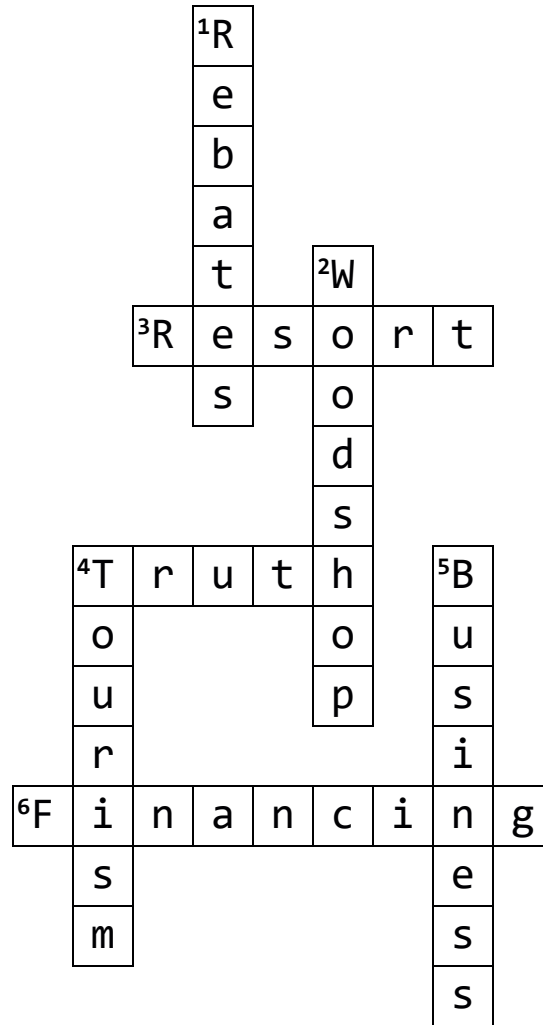 ¹R
e
b
a
t ²W
³R e s o r t
s o
d
s
⁴T r u t h ⁵B
o o u
u p s
r i
⁶F i n a n c i n g
s e
m s
s